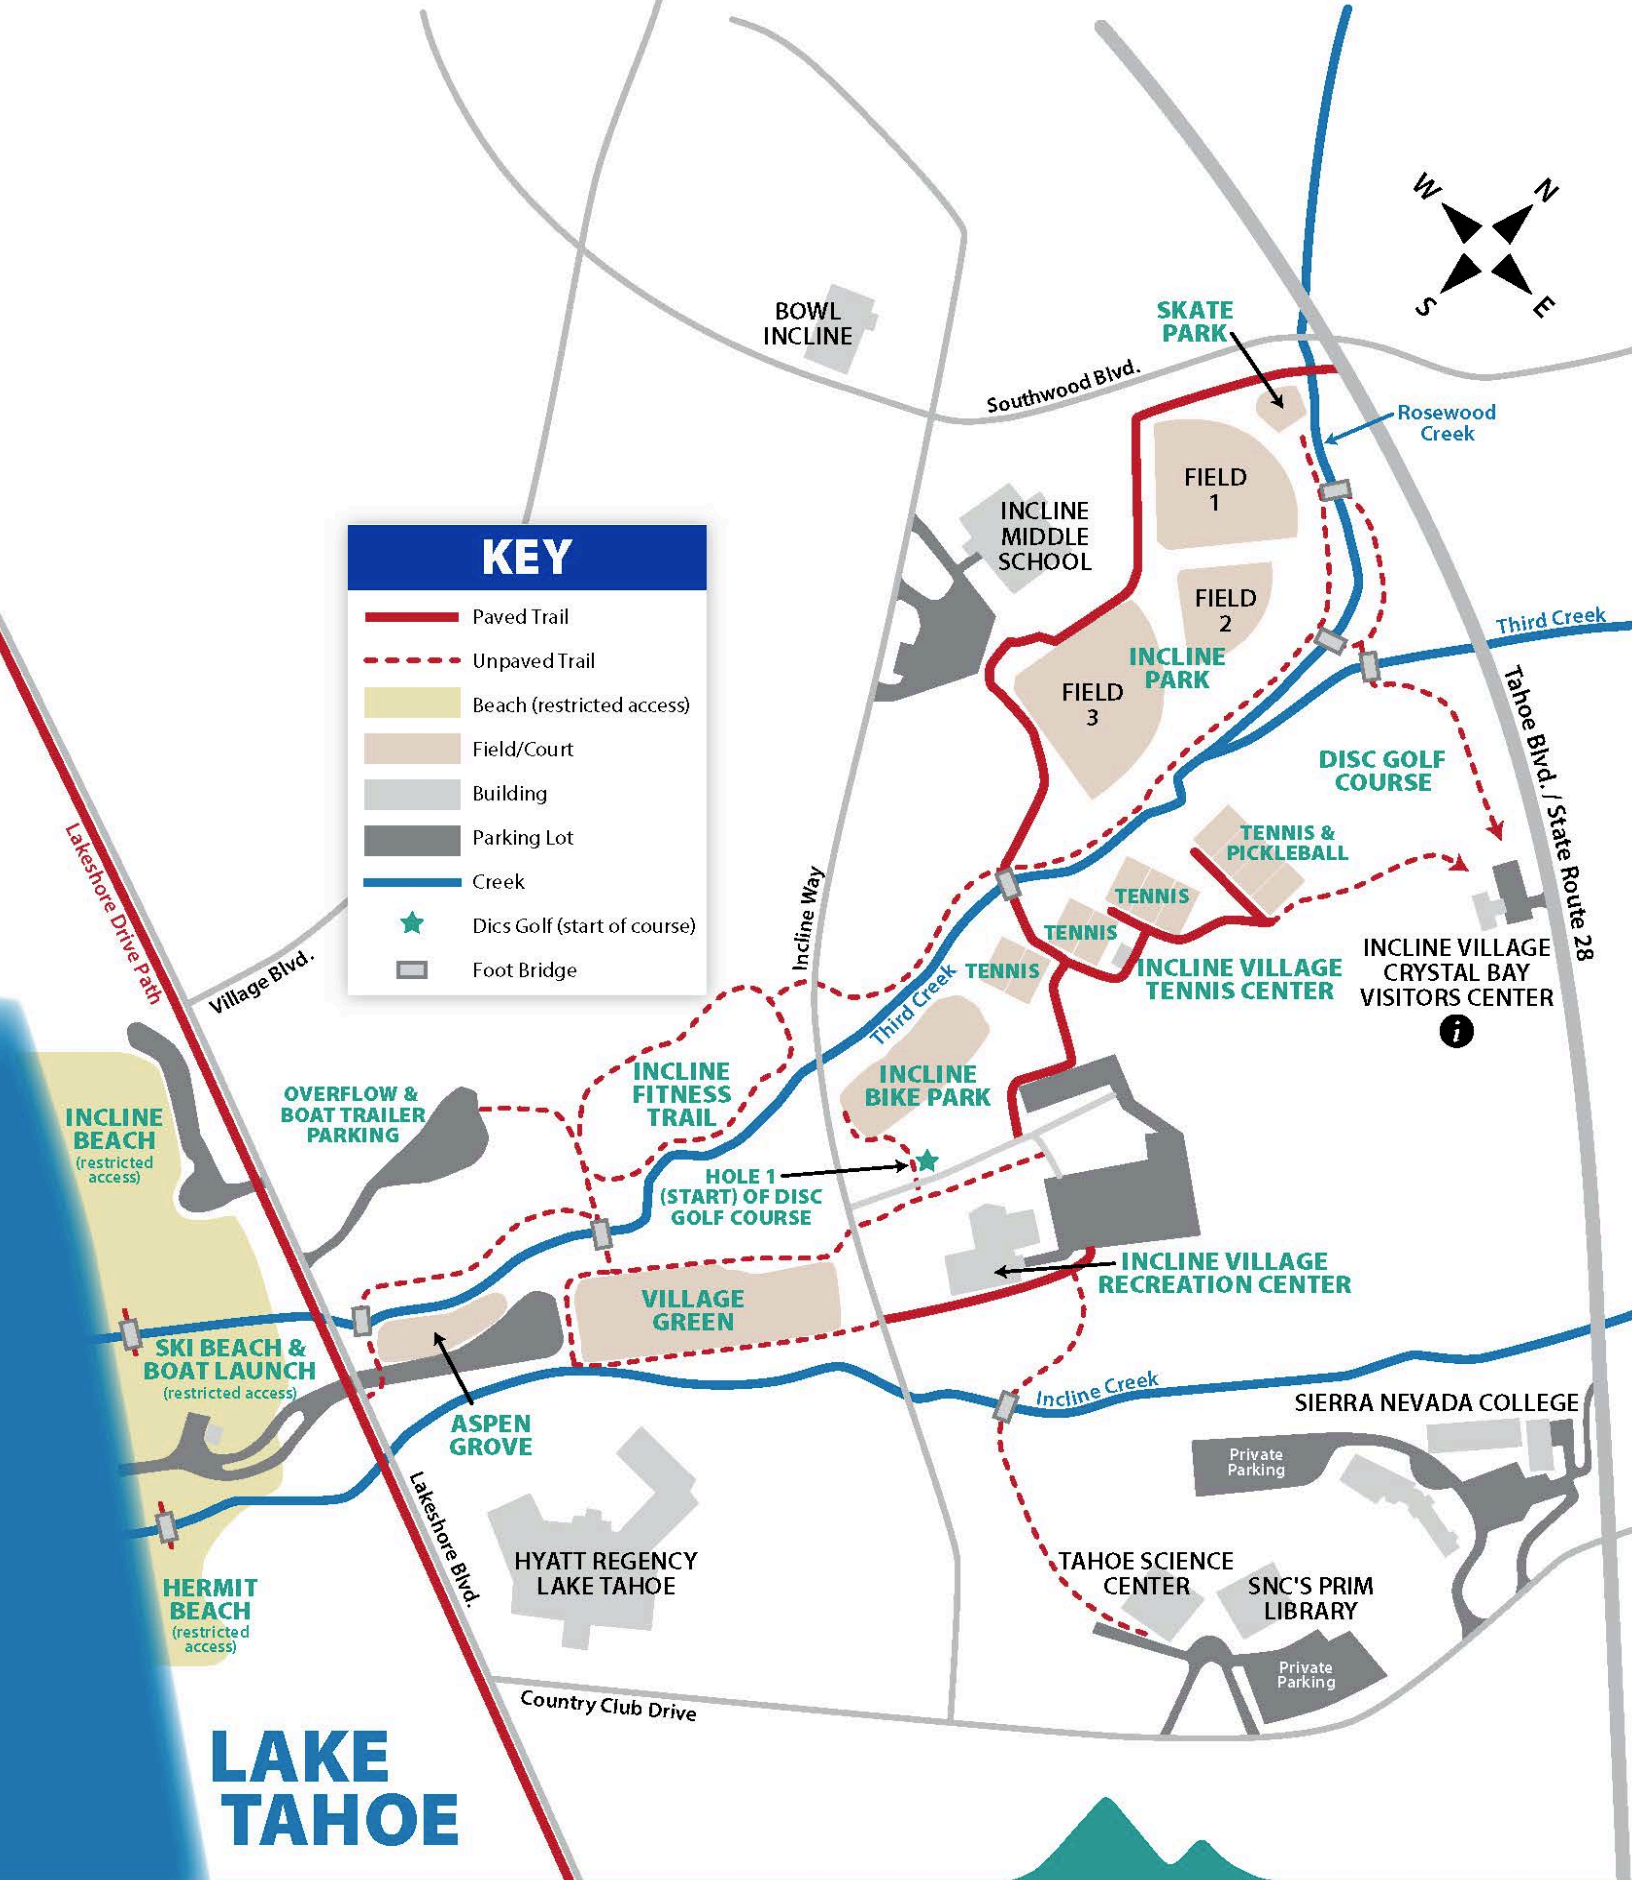 W
N
S
E
BOWL
INCLINE
SKATE
PARK
Southwood Blvd.
Rosewood
Creek
FIELD
1
INCLINE
MIDDLE
SCHOOL
FIELD
2
INCLINE
PARK
FIELD
3
Third Creek
Tahoe Blvd. / State Route 28
KEY
Paved Trail
Unpaved Trail
Beach (restricted access)
Field/Court
Building
Parking Lot
Creek
Dics Golf (start of course)
Foot Bridge
DISC GOLF
COURSE
TENNIS &
PICKLEBALL
TENNIS
TENNIS
TENNIS
INCLINE VILLAGE
TENNIS CENTER
INCLINE VILLAGE
CRYSTAL BAY
VISITORS CENTER
i
Lakeshore Drive Path
Village Blvd.
Incline Way
Third Creek
INCLINE
FITNESS
TRAIL
INCLINE
BIKE PARK
OVERFLOW &
BOAT TRAILER
PARKING
INCLINE
BEACH
(restricted
access)
HOLE 1
(START) OF DISC
GOLF COURSE
INCLINE VILLAGE
RECREATION CENTER
VILLAGE
GREEN
SKI BEACH &
BOAT LAUNCH
(restricted access)
Incline Creek
ASPEN
GROVE
SIERRA NEVADA COLLEGE
Private
Parking
Lakeshore Blvd.
HYATT REGENCY
LAKE TAHOE
HERMIT
BEACH
(restricted
access)
TAHOE SCIENCE
CENTER
SNC'S PRIM
LIBRARY
Private
Parking
Country Club Drive
LAKE
TAHOE